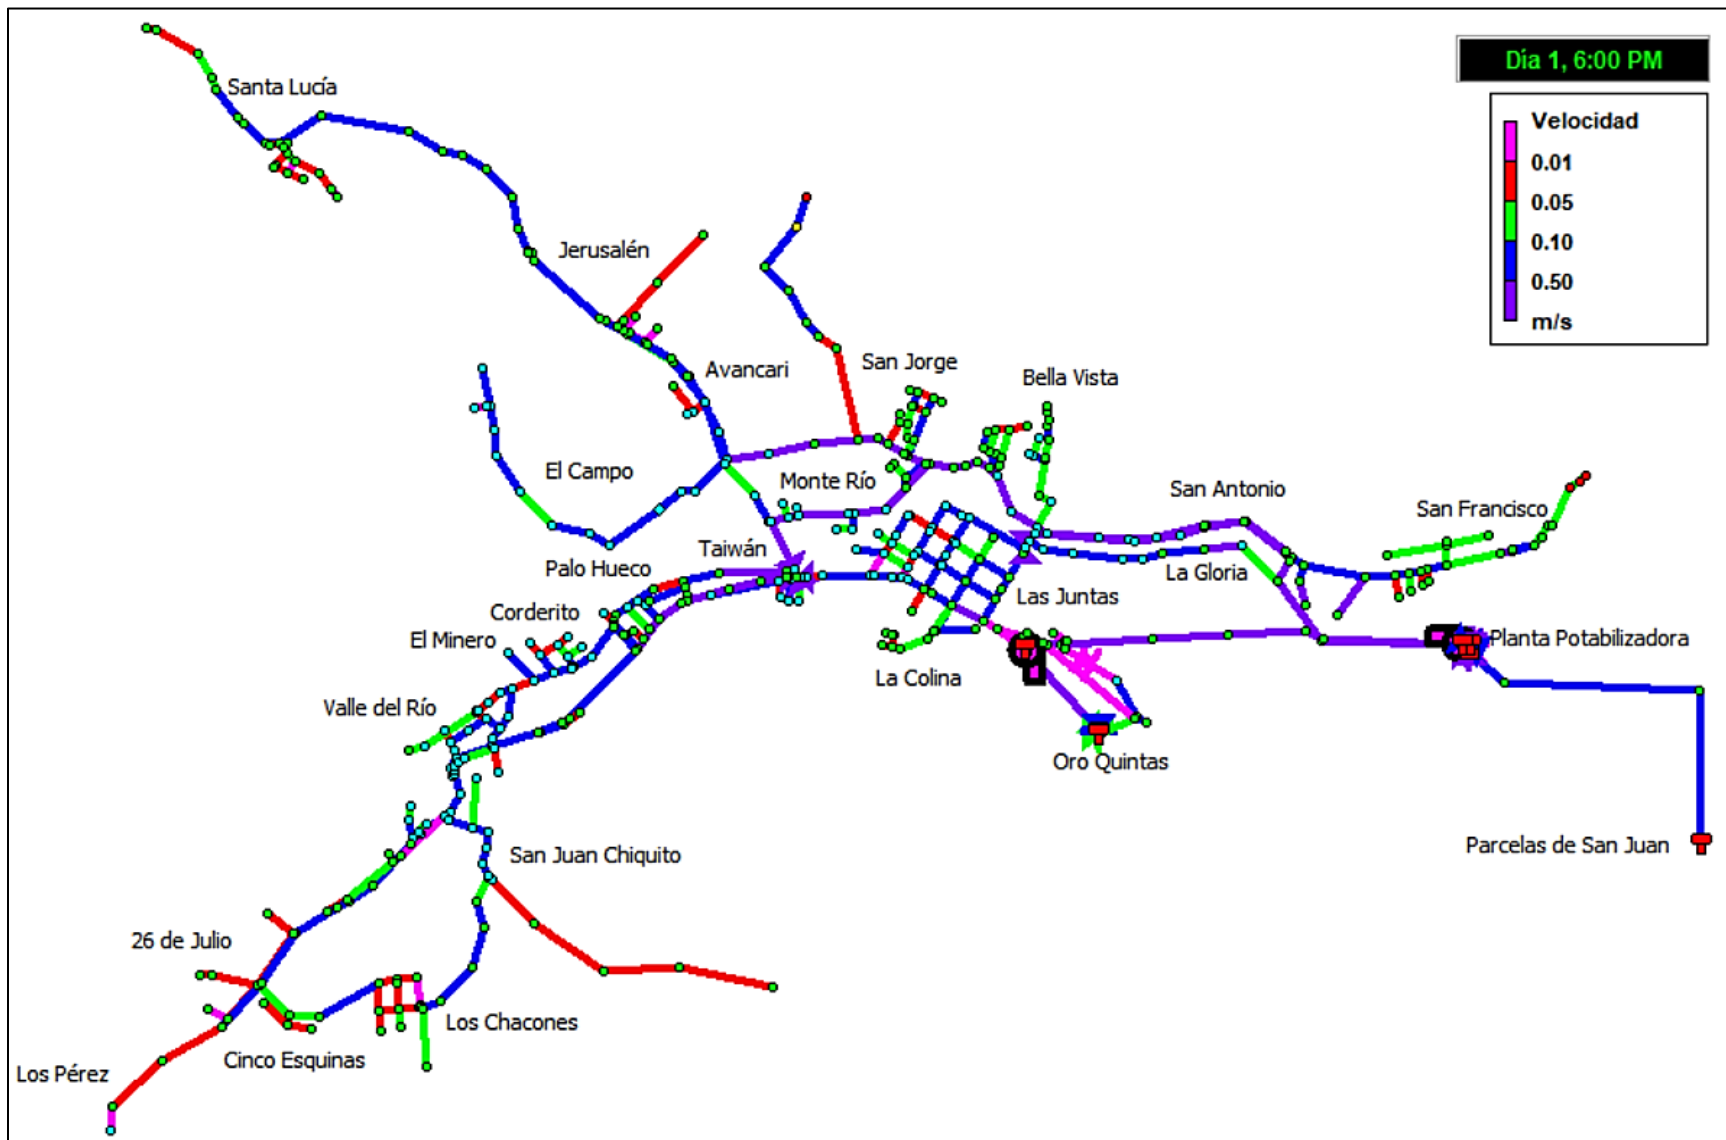 Día 1, 6:00 PM
Velocidad
0.01
0.05
0.10
0.50
m/s
Santa Lucía
Jerusalén
Avancari
San Jorge
Bella Vista
El Campo
Monte Río
San Antonio
San Francisco
Taiwán
Palo Hueco
La Gloria
Las Juntas
Corderito
El Minero
Planta Potabilizadora
La Colina
Valle del Río
Oro Quintas
San Juan Chiquito
Parcelas de San Juan
26 de Julio
Los Chacones
Cinco Esquinas
Los Pérez